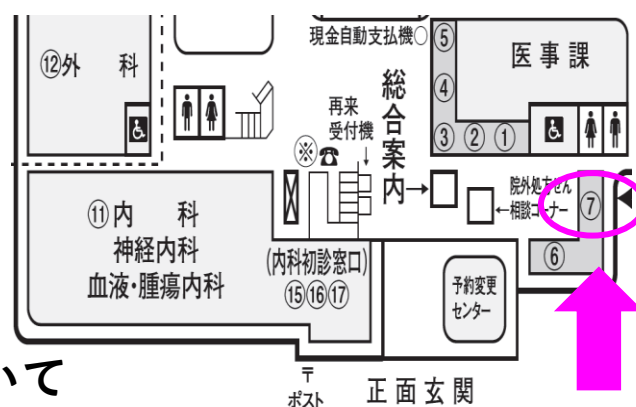 現金自動支払機○
⑤
④
③②①
医事課
⑫外　科
総合案内→
再来
受付機
※☎
院外処方せん
←相談コーナー
⑦
⑥
⑪内　科
神経内科
血液・腫瘍内科
(内科初診窓口)
⑮⑯⑰
予約変更
センター
いて
〒
ポスト
正面玄関